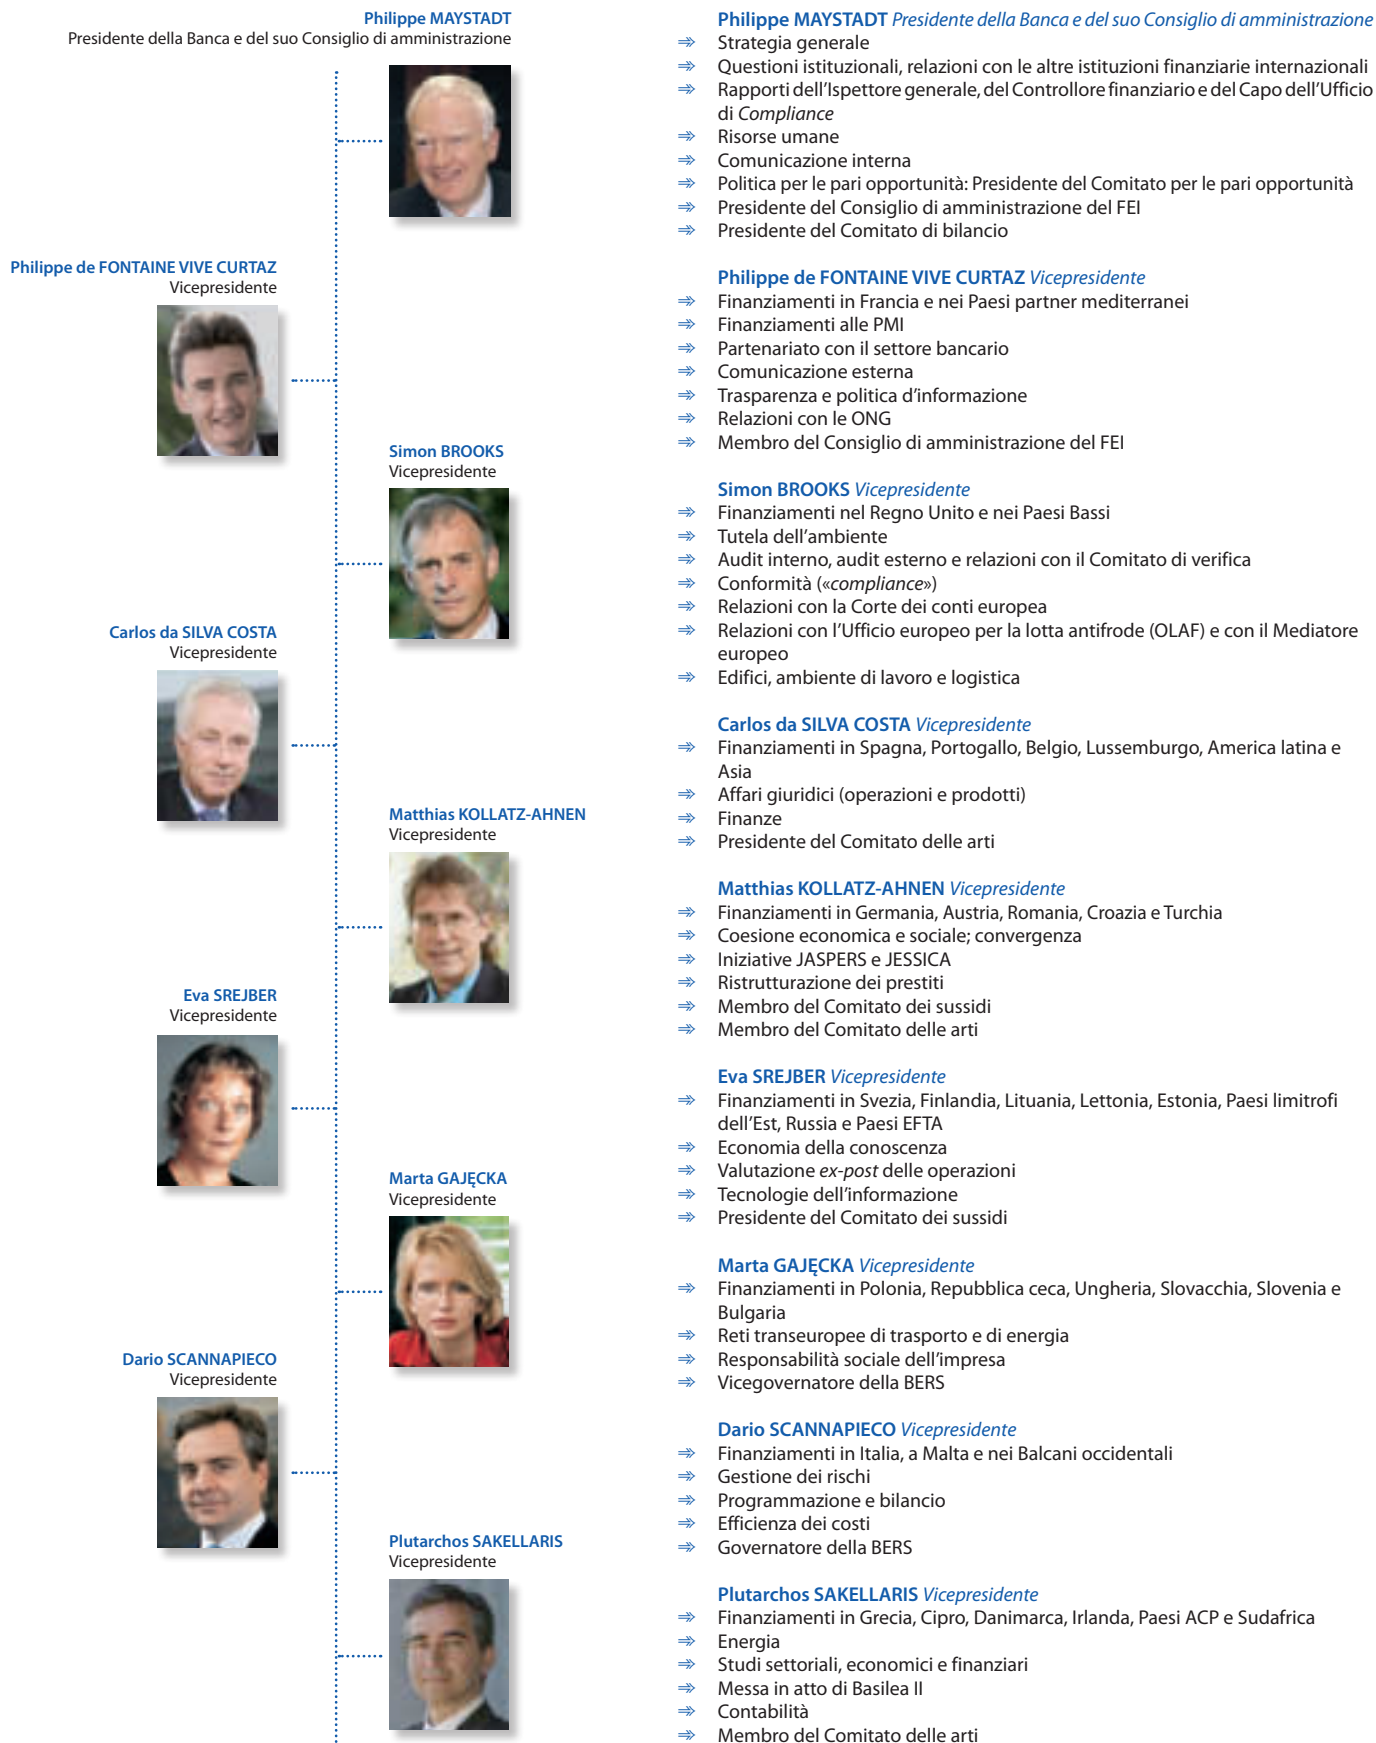 Philippe MAYSTADT
Presidente della Banca e del suo Consiglio di amministrazione
Philippe de FONTAINE VIVE CURTAZ
Vicepresidente
Simon BROOKS
Vicepresidente
Carlos da SILVA COSTA
Vicepresidente
Matthias KOLLATZ-AHNEN
Vicepresidente
Eva SREJBER
Vicepresidente
Marta GAJĘCKA
Vicepresidente
Dario SCANNAPIECO
Vicepresidente
Plutarchos SAKELLARIS
Vicepresidente
Philippe MAYSTADT Presidente della Banca e del suo Consiglio di amministrazione
⇒ Strategia generale
⇒ Questioni istituzionali, relazioni con le altre istituzioni finanziarie internazionali
⇒ Rapporti dell'Ispettore generale, del Controllore finanziario e del Capo dell'Ufficio
di Compliance
⇒ Risorse umane
⇒ Comunicazione interna
⇒ Politica per le pari opportunità: Presidente del Comitato per le pari opportunità
⇒ Presidente del Consiglio di amministrazione del FEI
⇒ Presidente del Comitato di bilancio
Philippe de FONTAINE VIVE CURTAZ Vicepresidente
⇒ Finanziamenti in Francia e nei Paesi partner mediterranei
⇒ Finanziamenti alle PMI
⇒ Partenariato con il settore bancario
⇒ Comunicazione esterna
⇒ Trasparenza e politica d'informazione
⇒ Relazioni con le ONG
⇒ Membro del Consiglio di amministrazione del FEI
Simon BROOKS Vicepresidente
⇒ Finanziamenti nel Regno Unito e nei Paesi Bassi
⇒ Tutela dell'ambiente
⇒ Audit interno, audit esterno e relazioni con il Comitato di verifica
⇒ Conformità («compliance»)
⇒ Relazioni con la Corte dei conti europea
⇒ Relazioni con l'Ufficio europeo per la lotta antifrode (OLAF) e con il Mediatore
europeo
⇒ Edifici, ambiente di lavoro e logistica
Carlos da SILVA COSTA Vicepresidente
⇒ Finanziamenti in Spagna, Portogallo, Belgio, Lussemburgo, America latina e
Asia
⇒ Affari giuridici (operazioni e prodotti)
⇒ Finanze
⇒ Presidente del Comitato delle arti
Matthias KOLLATZ-AHNEN Vicepresidente
⇒ Finanziamenti in Germania, Austria, Romania, Croazia e Turchia
⇒ Coesione economica e sociale; convergenza
⇒ Iniziative JASPERS e JESSICA
⇒ Ristrutturazione dei prestiti
⇒ Membro del Comitato dei sussidi
⇒ Membro del Comitato delle arti
Eva SREJBER Vicepresidente
⇒ Finanziamenti in Svezia, Finlandia, Lituania, Lettonia, Estonia, Paesi limitrofi
dell'Est, Russia e Paesi EFTA
⇒ Economia della conoscenza
⇒ Valutazione ex-post delle operazioni
⇒ Tecnologie dell'informazione
⇒ Presidente del Comitato dei sussidi
Marta GAJĘCKA Vicepresidente
⇒ Finanziamenti in Polonia, Repubblica ceca, Ungheria, Slovacchia, Slovenia e
Bulgaria
⇒ Reti transeuropee di trasporto e di energia
⇒ Responsabilità sociale dell'impresa
⇒ Vicegovernatore della BERS
Dario SCANNAPIECO Vicepresidente
⇒ Finanziamenti in Italia, a Malta e nei Balcani occidentali
⇒ Gestione dei rischi
⇒ Programmazione e bilancio
⇒ Efficienza dei costi
⇒ Governatore della BERS
Plutarchos SAKELLARIS Vicepresidente
⇒ Finanziamenti in Grecia, Cipro, Danimarca, Irlanda, Paesi ACP e Sudafrica
⇒ Energia
⇒ Studi settoriali, economici e finanziari
⇒ Messa in atto di Basilea II
⇒ Contabilità
⇒ Membro del Comitato delle arti